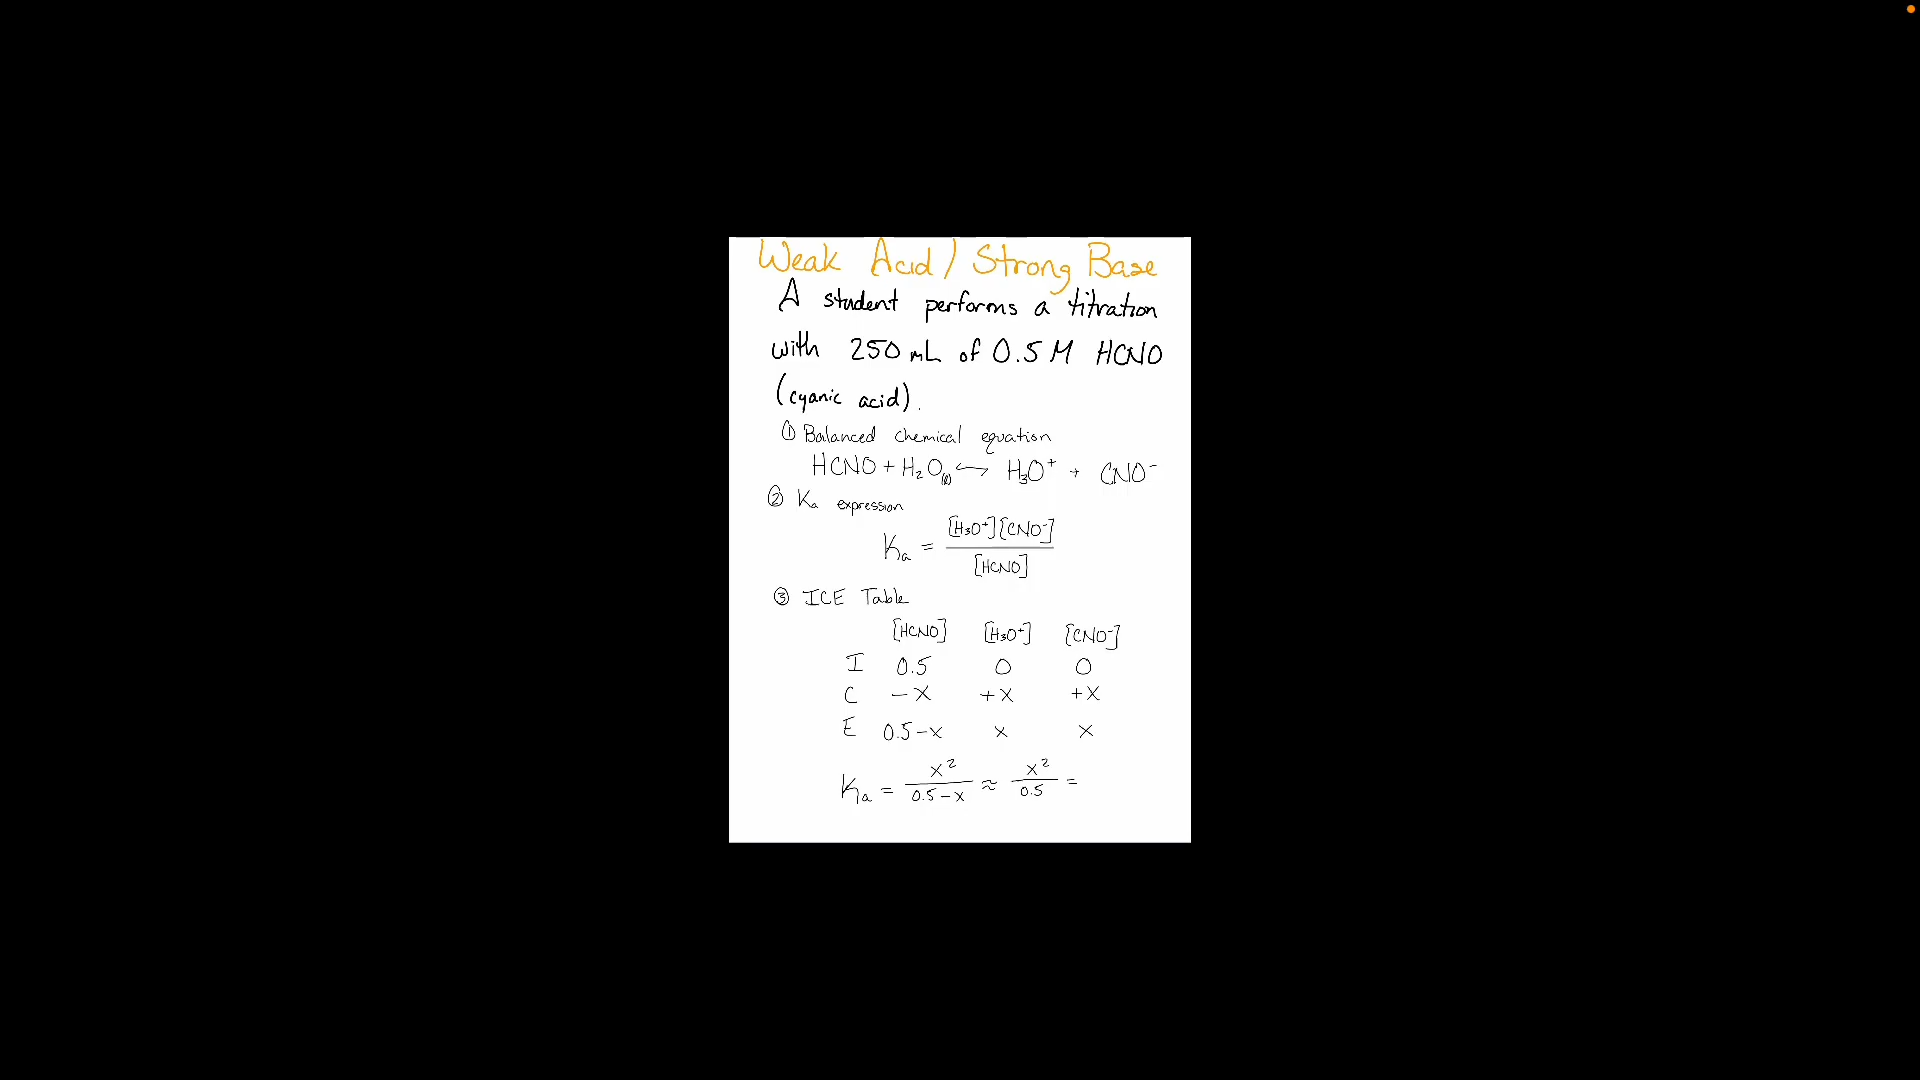 Weak Acid / Strong Base
A student performs a titration
with 250 mL of 0.5 M HCNO
(cyanic acid).
① Balanced chemical equation
HCNO + H₂O(l) ↔ H₃O⁺ + CNO⁻
② Ka expression
Ka = [H₃O⁺][CNO⁻] / [HCNO]
③ ICE Table
[HCNO] [H₃O⁺] [CNO⁻]
I 0.5 0 0
C -x +x +x
E 0.5-x x x
Ka = x² / 0.5-x ≈ x² / 0.5 =